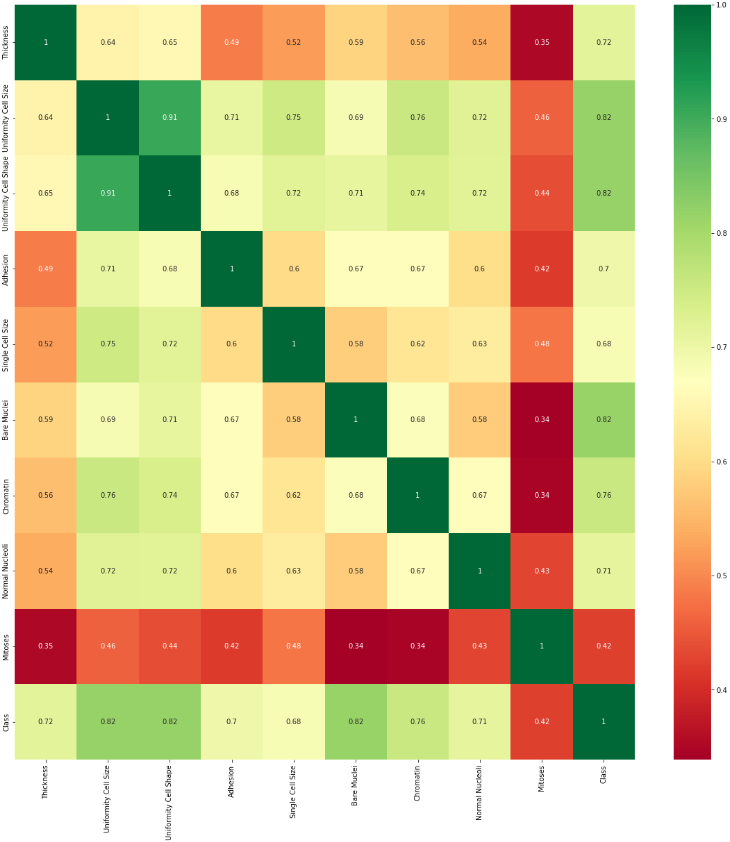 Thickness 1 0.64 0.65 0.49 0.52 0.59 0.56 0.54 0.35 0.72
Uniformity Cell Size 0.64 1 0.91 0.71 0.75 0.69 0.76 0.72 0.46 0.82
Uniformity Cell Shape 0.65 0.91 1 0.68 0.72 0.71 0.74 0.72 0.44 0.82
Adhesion 0.49 0.71 0.68 1 0.6 0.67 0.67 0.6 0.42 0.7
Single Cell Size 0.52 0.75 0.72 0.6 1 0.58 0.62 0.63 0.48 0.68
Bare Muclei 0.59 0.69 0.71 0.67 0.58 1 0.68 0.58 0.34 0.82
Chromatin 0.56 0.76 0.74 0.67 0.62 0.68 1 0.67 0.34 0.76
Normal Nucleoli 0.54 0.72 0.72 0.6 0.63 0.58 0.67 1 0.43 0.71
Mitoses 0.35 0.46 0.44 0.42 0.48 0.34 0.34 0.43 1 0.42
Class 0.72 0.82 0.82 0.7 0.68 0.82 0.76 0.71 0.42 1
Thickness
Uniformity Cell Size
Uniformity Cell Shape
Adhesion
Single Cell Size
Bare Muclei
Chromatin
Normal Nucleoli
Mitoses
Class
1.0
0.9
0.8
0.7
0.6
0.5
0.4